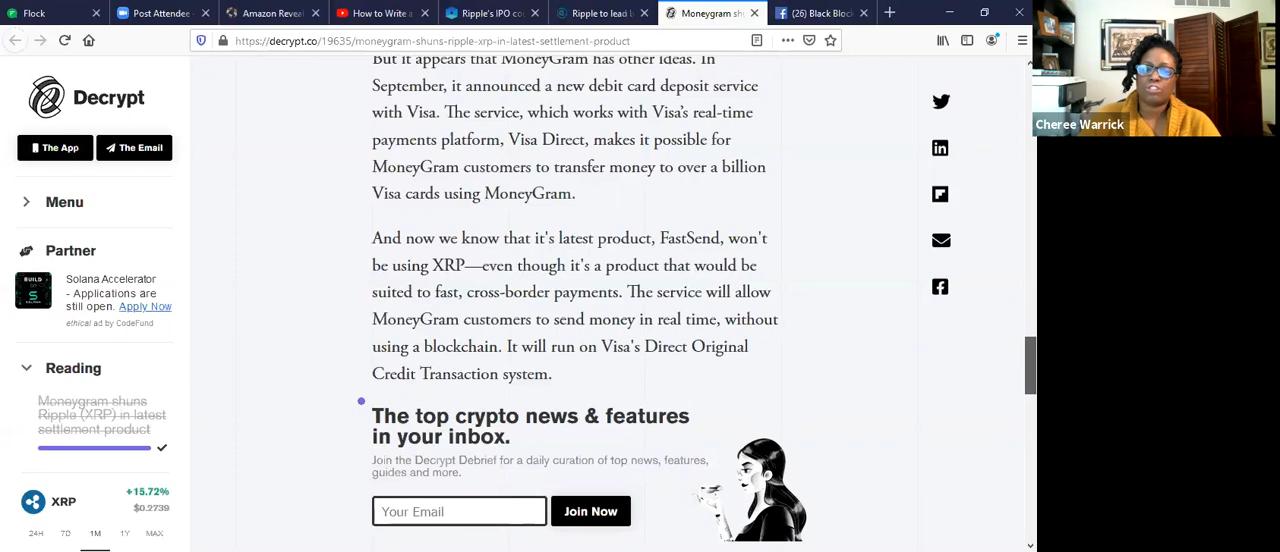 Flock
Post Attendee -
Amazon Reveal
How to Write a
Ripple's IPO co
Ripple to lead b
Moneygram shu
(26) Black Bloc
https://decrypt.co/19635/moneygram-shuns-ripple-xrp-in-latest-settlement-product
Decrypt
The App
The Email
Menu
Partner
BUILD
Solana Accelerator
- Applications are
still open. Apply Now
ethical ad by CodeFund
Reading
Moneygram shuns
Ripple (XRP) in latest
settlement product
XRP
+15.72%
$0.2739
24H 7D 1M 1Y MAX
But it appears that MoneyGram has other ideas. In
September, it announced a new debit card deposit service
with Visa. The service, which works with Visa's real-time
payments platform, Visa Direct, makes it possible for
MoneyGram customers to transfer money to over a billion
Visa cards using MoneyGram.
And now we know that it's latest product, FastSend, won't
be using XRP—even though it's a product that would be
suited to fast, cross-border payments. The service will allow
MoneyGram customers to send money in real time, without
using a blockchain. It will run on Visa's Direct Original
Credit Transaction system.
The top crypto news & features
in your inbox.
Join the Decrypt Debrief for a daily curation of top news, features,
guides and more.
Your Email
Join Now
Cheree Warrick